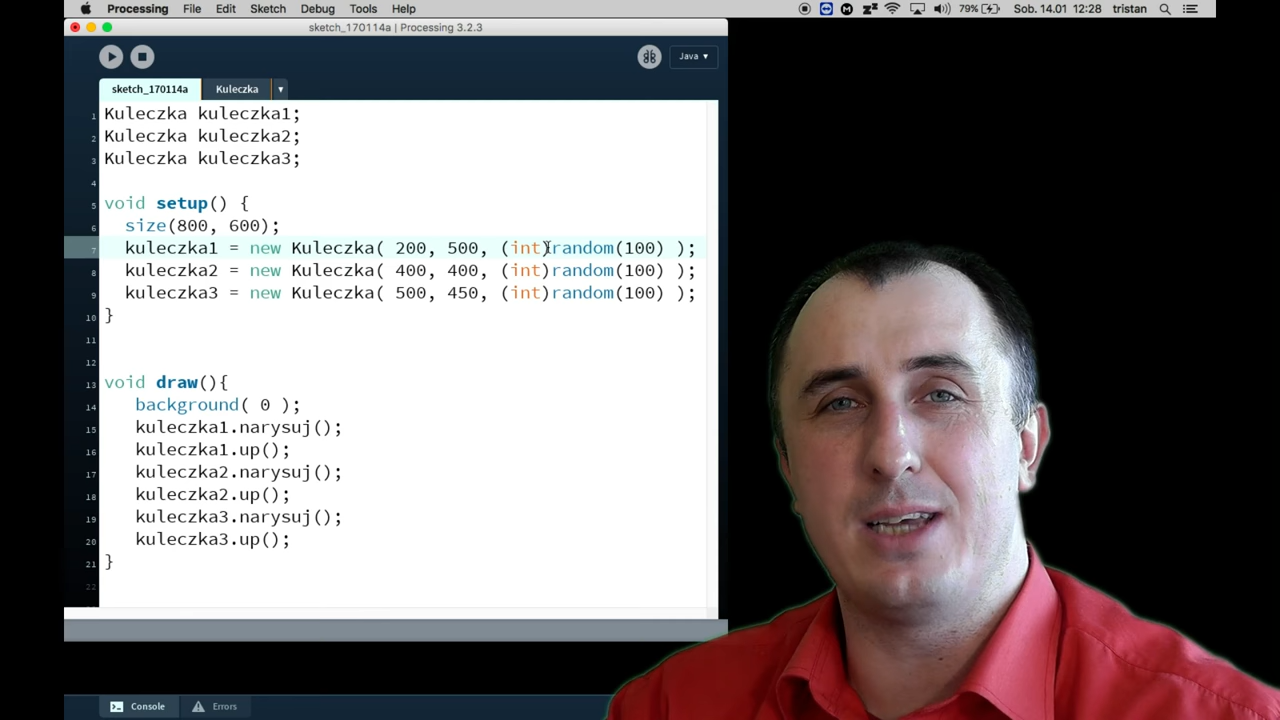 Processing File Edit Sketch Debug Tools Help 79% Sob. 14.01 12:28 tristan
sketch_170114a | Processing 3.2.3
Java ▾
sketch_170114a Kuleczka ▾
1 Kuleczka kuleczka1;
2 Kuleczka kuleczka2;
3 Kuleczka kuleczka3;
4
5 void setup() {
6 size(800, 600);
7 kuleczka1 = new Kuleczka( 200, 500, (int)random(100) );
8 kuleczka2 = new Kuleczka( 400, 400, (int)random(100) );
9 kuleczka3 = new Kuleczka( 500, 450, (int)random(100) );
10 }
11
12
13 void draw(){
14 background( 0 );
15 kuleczka1.narysuj();
16 kuleczka1.up();
17 kuleczka2.narysuj();
18 kuleczka2.up();
19 kuleczka3.narysuj();
20 kuleczka3.up();
21 }
22
Console Errors